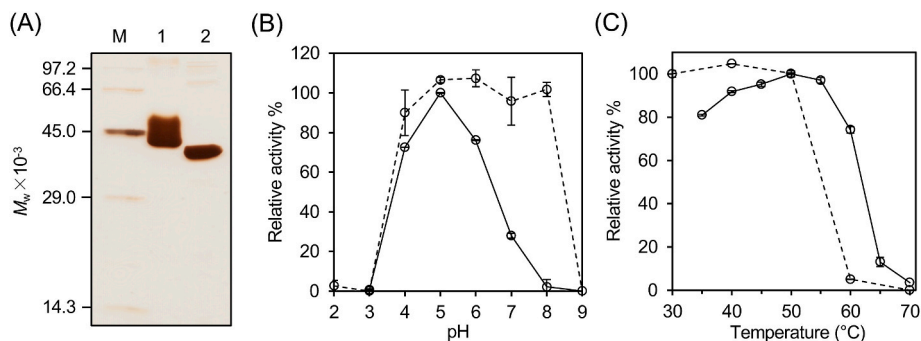 (A)
M 1 2
97.2
66.4
45.0
29.0
14.3
Mw × 10-3
(B)
Relative activity %
120
100
80
60
40
20
0
2 3 4 5 6 7 8 9
pH
(C)
Relative activity %
120
100
80
60
40
20
0
30 40 50 60 70
Temperature (°C)